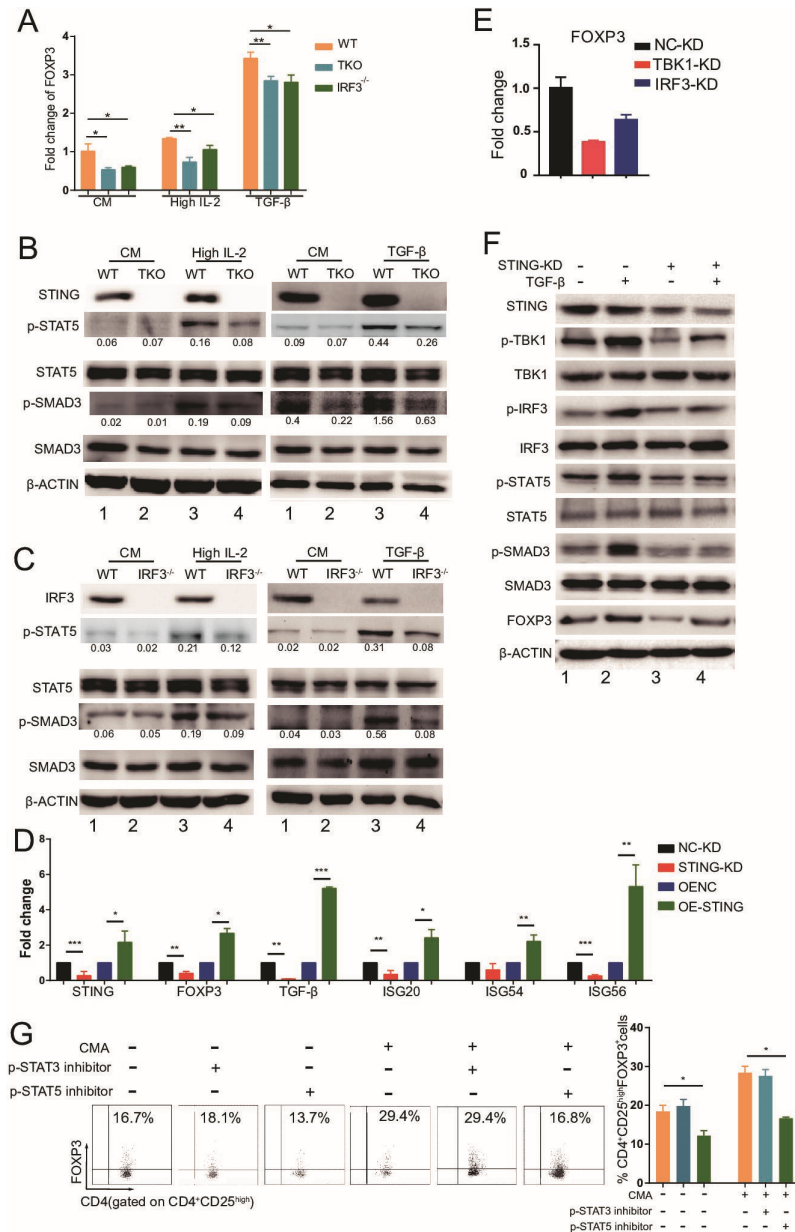 A
Fold change of FOXP3
5
4
3
2
1
0
WT
TKO
IRF3-/-
* * * ** ** *
CM High IL-2 TGF-β
E
FOXP3
Fold change
1.5
1.0
0.5
0.0
NC-KD
TBK1-KD
IRF3-KD
B
CM High IL-2 CM TGF-β
WT TKO WT TKO WT TKO WT TKO
STING
p-STAT5
0.06 0.07 0.16 0.08 0.09 0.07 0.44 0.26
STAT5
p-SMAD3
0.02 0.01 0.19 0.09 0.4 0.22 1.56 0.63
SMAD3
β-ACTIN
1 2 3 4 1 2 3 4
C
CM High IL-2 CM TGF-β
WT IRF3-/- WT IRF3-/- WT IRF3-/- WT IRF3-/-
IRF3
p-STAT5
0.03 0.02 0.21 0.12 0.02 0.02 0.31 0.08
STAT5
p-SMAD3
0.06 0.05 0.19 0.09 0.04 0.03 0.56 0.08
SMAD3
β-ACTIN
1 2 3 4 1 2 3 4
F
STING-KD - - + +
TGF-β - + - +
STING
p-TBK1
TBK1
p-IRF3
IRF3
p-STAT5
STAT5
p-SMAD3
SMAD3
FOXP3
β-ACTIN
1 2 3 4
D
Fold change
8
6
4
2
0
*** * ** * ** *** ** * ** *** **
STING FOXP3 TGF-β ISG20 ISG54 ISG56
NC-KD
STING-KD
OENC
OE-STING
G
CMA - - - + + +
p-STAT3 inhibitor - + - - + -
p-STAT5 inhibitor - - + - - +
16.7% 18.1% 13.7% 29.4% 29.4% 16.8%
FOXP3
CD4(gated on CD4+CD25high)
% CD4+CD25highFOXP3+cells
40
30
20
10
0
* *
CMA - - - + + +
p-STAT3 inhibitor - + - - + -
p-STAT5 inhibitor - - + - - +